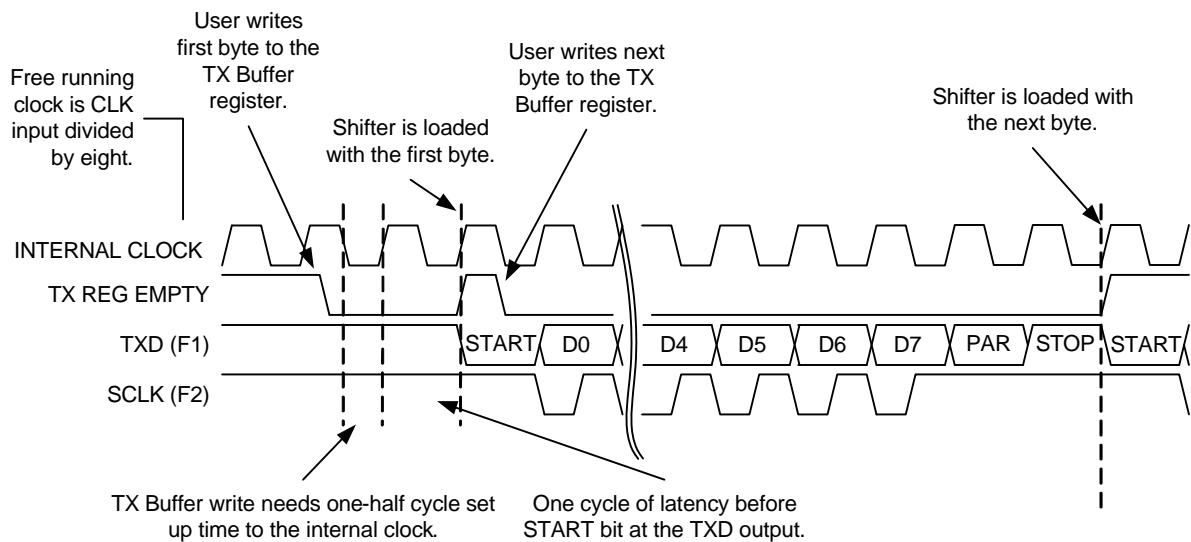 User writes
first byte to the
TX Buffer
register.
User writes next
byte to the TX
Buffer register.
Free running
clock is CLK
input divided
by eight.
Shifter is loaded
with the first byte.
Shifter is loaded with
the next byte.
INTERNAL CLOCK
TX REG EMPTY
TXD (F1)
START D0 D4 D5 D6 D7 PAR STOP START
SCLK (F2)
TX Buffer write needs one-half cycle set
up time to the internal clock.
One cycle of latency before
START bit at the TXD output.